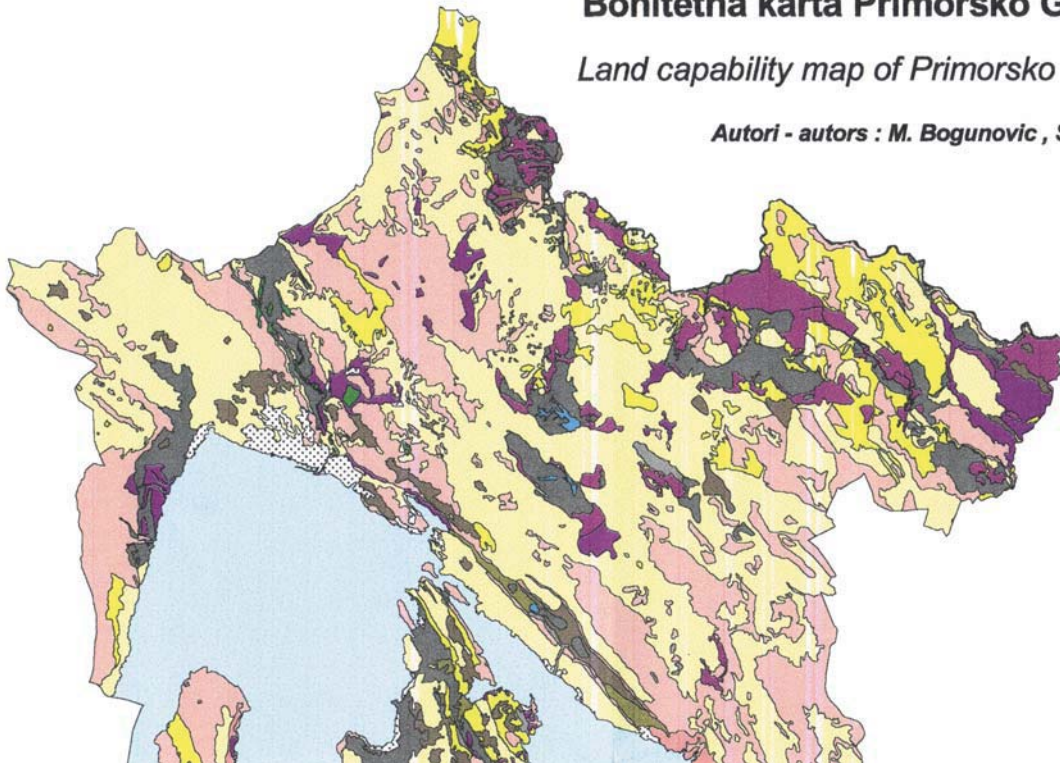 Bonitetna karta Primorsko G
Land capability map of Primorsko
Autori - autors : M. Bogunovic , S